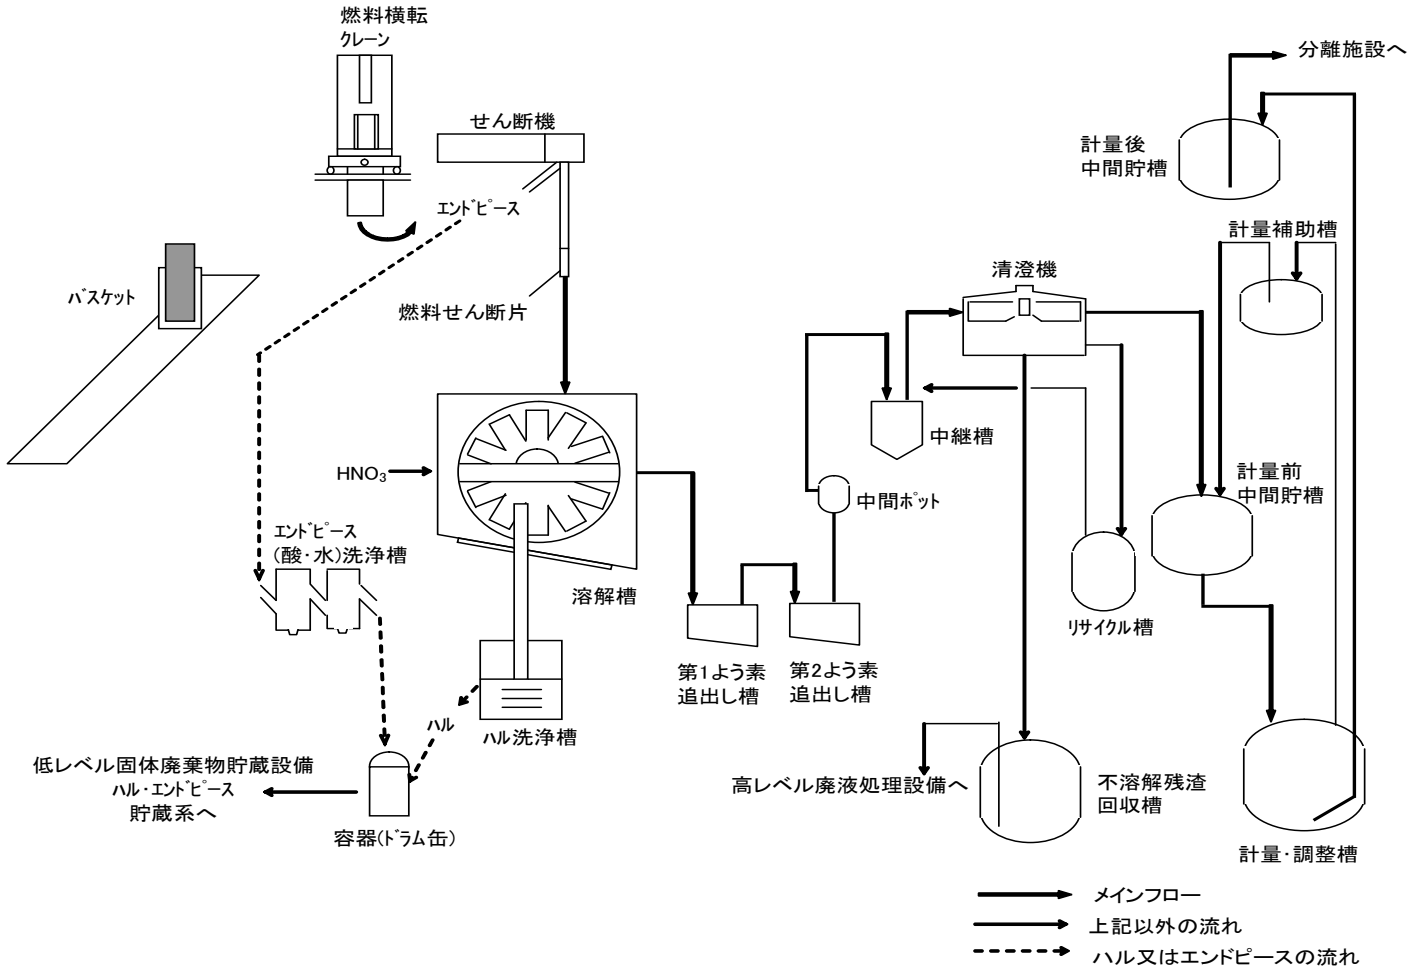 燃料横転
クレーン
せん断機
エンドピース
バスケット
燃料せん断片
HNO3
溶解槽
エンドピース
(酸・水)洗浄槽
ハル洗浄槽
ハル
低レベル固体廃棄物貯蔵設備
ハル・エンドピース
貯蔵系へ
容器(ドラム缶)
第1よう素
追出し槽
第2よう素
追出し槽
中間ポット
中継槽
清澄機
リサイクル槽
分離施設へ
計量後
中間貯槽
計量補助槽
計量前
中間貯槽
高レベル廃液処理設備へ
不溶解残渣
回収槽
計量・調整槽
メインフロー
上記以外の流れ
ハル又はエンドピースの流れ